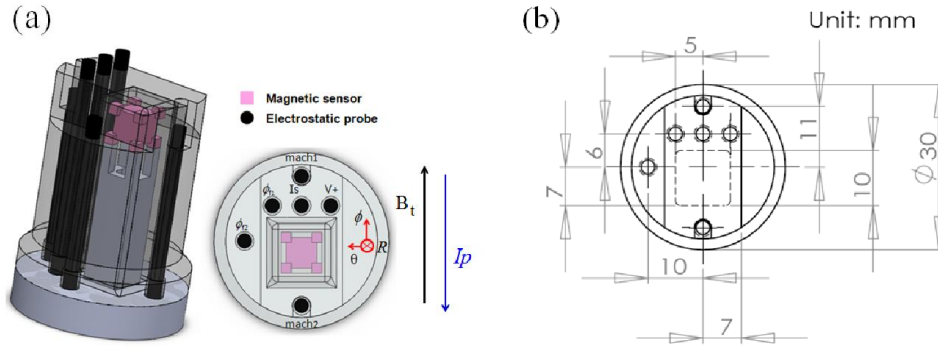 (a)
Magnetic sensor
Electrostatic probe
mach1
ϕf1 Is V+
ϕf2
ϕ
R
θ
mach2
Bt
Ip
(b)
Unit: mm
5
6
7
11
10
Φ30
10
7